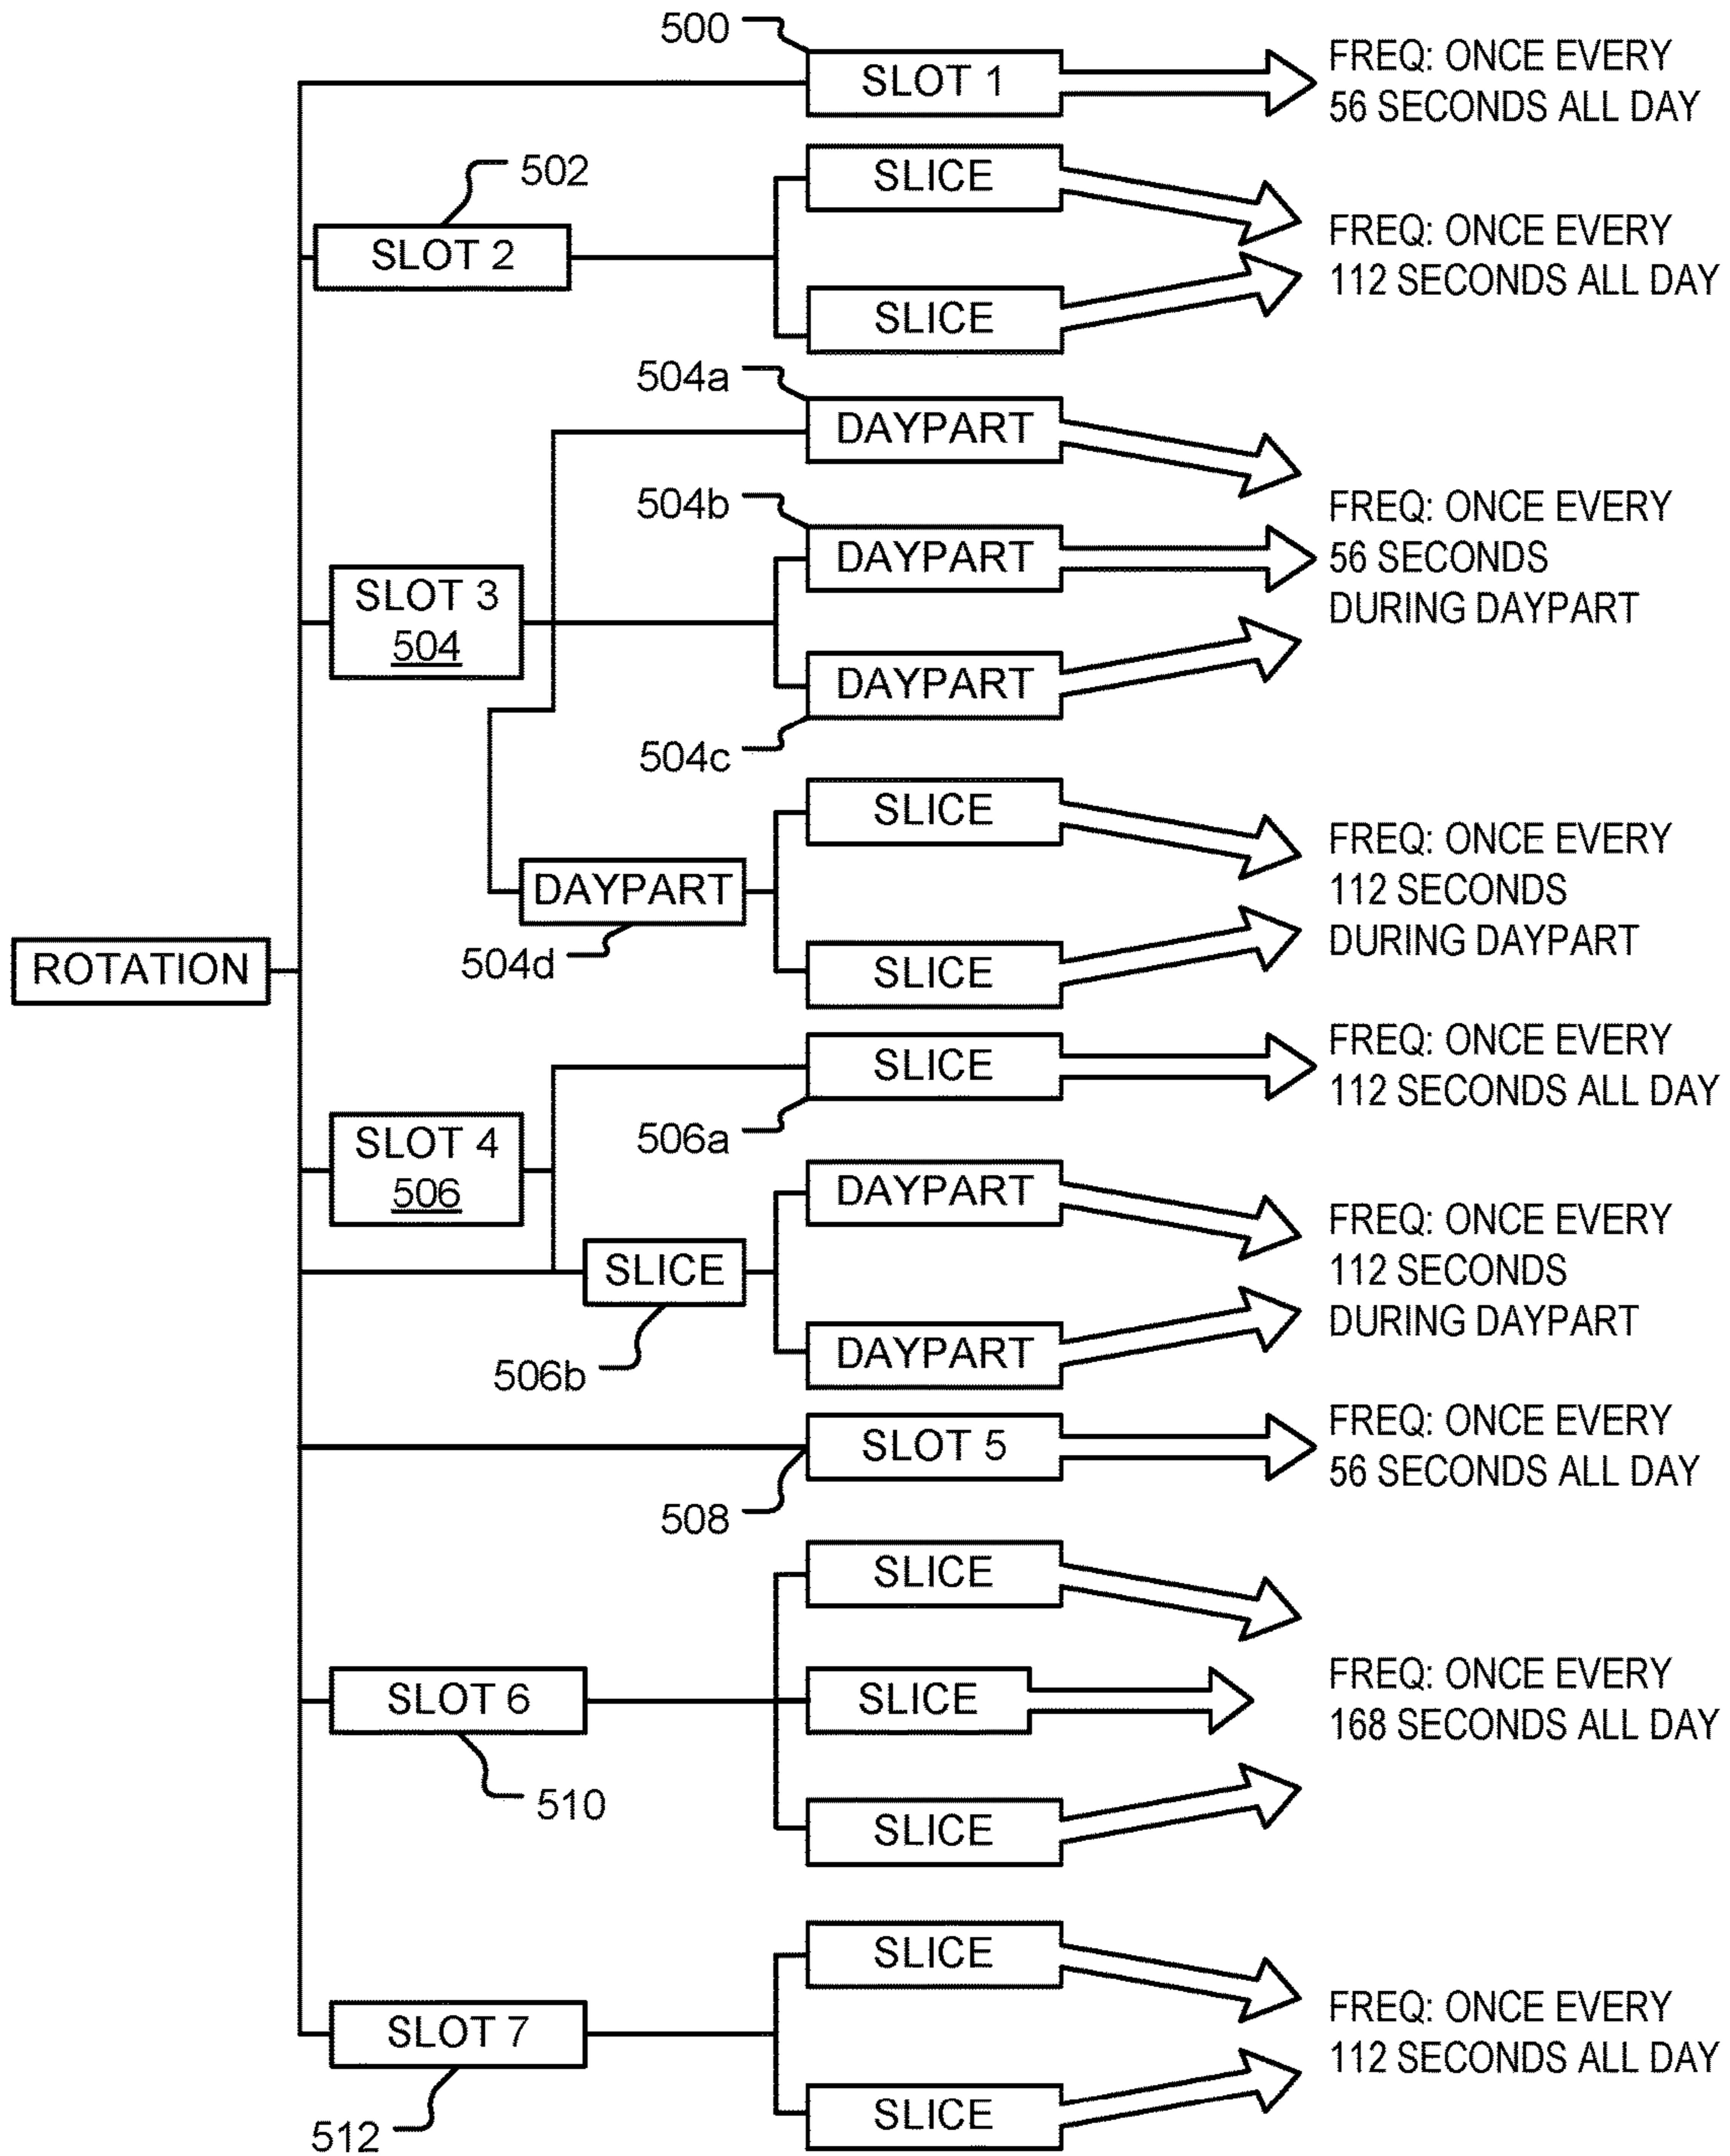 500
SLOT 1
FREQ: ONCE EVERY
56 SECONDS ALL DAY
502
SLICE
SLOT 2
FREQ: ONCE EVERY
112 SECONDS ALL DAY
SLICE
504a
DAYPART
504b
DAYPART
FREQ: ONCE EVERY
56 SECONDS
DURING DAYPART
SLOT 3
504
DAYPART
504c
SLICE
FREQ: ONCE EVERY
112 SECONDS
DURING DAYPART
DAYPART
504d
SLICE
ROTATION
SLICE
FREQ: ONCE EVERY
112 SECONDS ALL DAY
506a
SLOT 4
506
DAYPART
FREQ: ONCE EVERY
112 SECONDS
DURING DAYPART
SLICE
506b
DAYPART
SLOT 5
FREQ: ONCE EVERY
56 SECONDS ALL DAY
508
SLICE
SLOT 6
SLICE
FREQ: ONCE EVERY
168 SECONDS ALL DAY
510
SLICE
SLICE
SLOT 7
FREQ: ONCE EVERY
112 SECONDS ALL DAY
512
SLICE